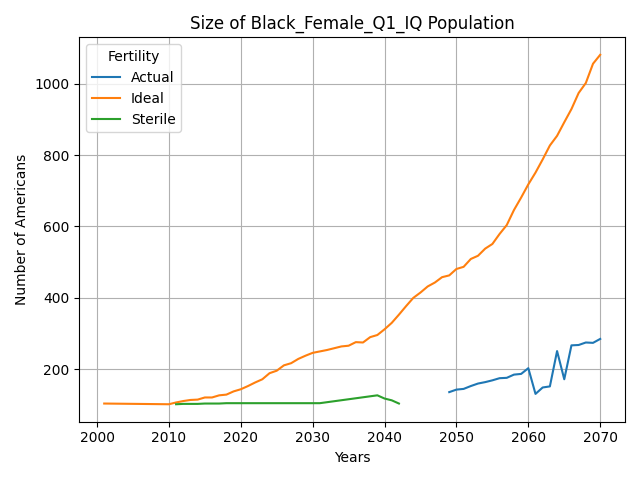 Size of Black_Female_Q1_IQ Population
Fertility
Actual
Ideal
Sterile
Number of Americans
1000
800
600
400
200
2000 2010 2020 2030 2040 2050 2060 2070
Years